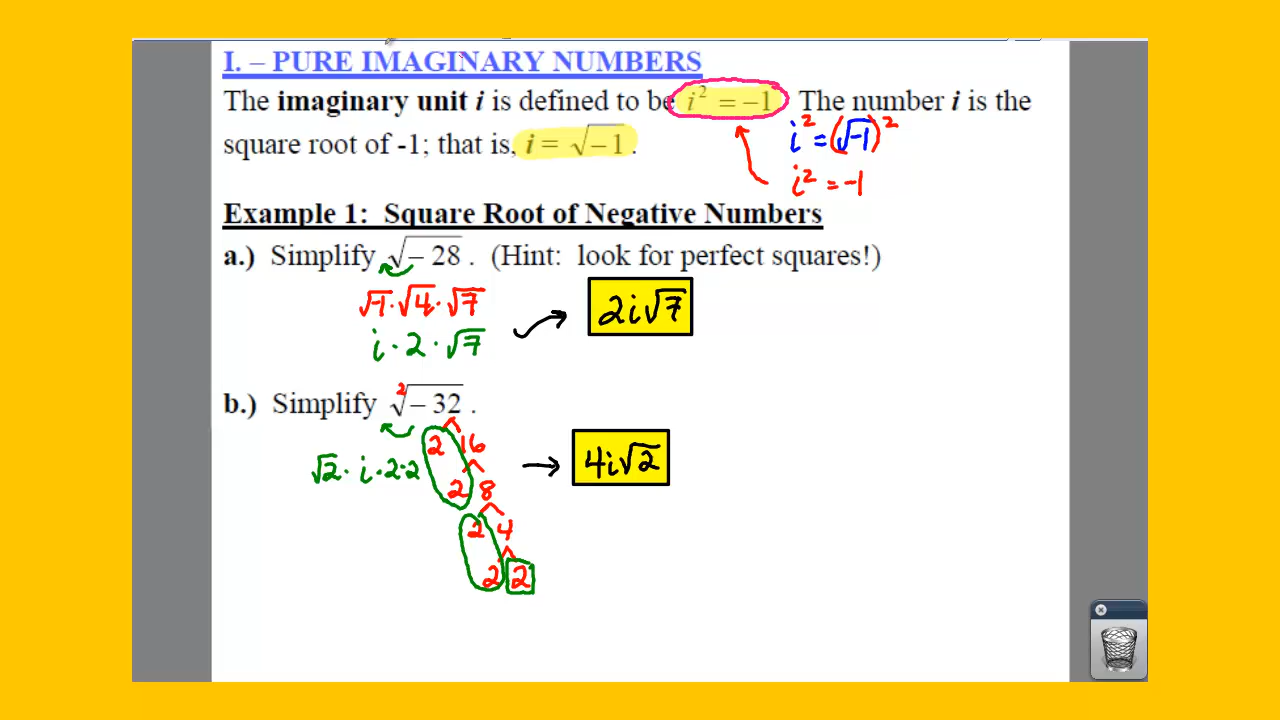 I. – PURE IMAGINARY NUMBERS
The imaginary unit i is defined to be i² = –1. The number i is the
square root of -1; that is, i = √–1.
i² = (√-1)²
i² = -1
Example 1: Square Root of Negative Numbers
a.) Simplify √– 28. (Hint: look for perfect squares!)
√-1 · √4 · √7
2i√7
i · 2 · √7
b.) Simplify ²√– 32.
2 16
√2 · i · 2 · 2
4i√2
2 8
2 4
2 2